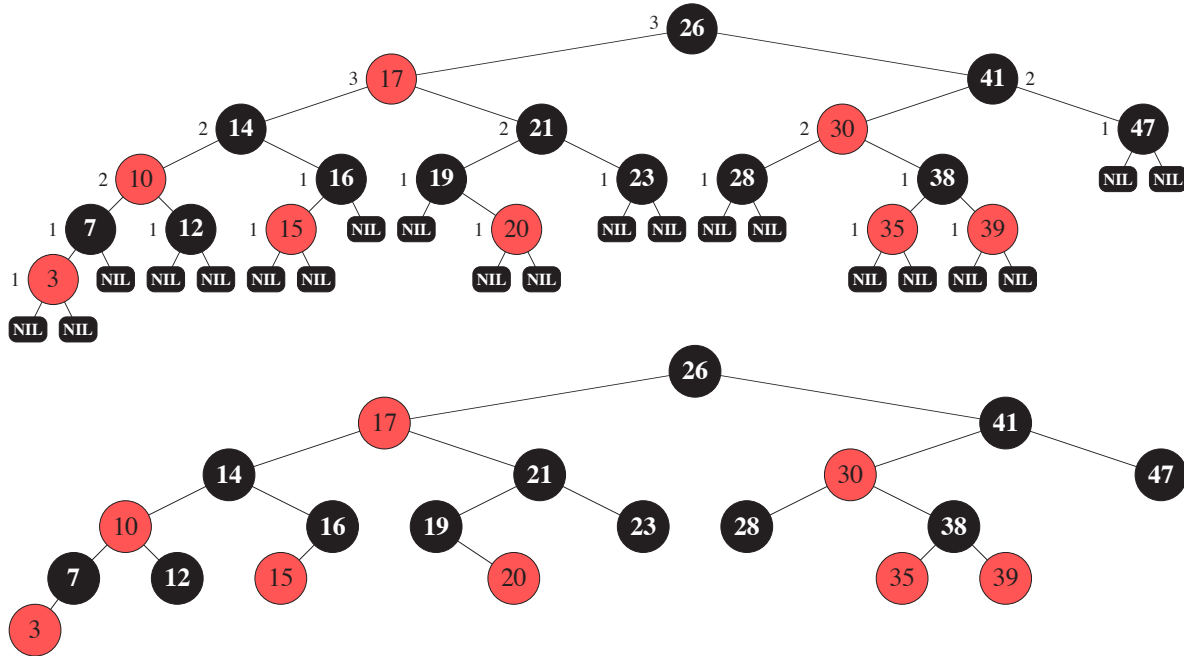 3 26
3 17 41 2
2 14 2 21 2 30 1 47
2 10 1 16 1 19 1 23 1 28 1 38 NIL NIL
1 7 1 12 1 15 NIL NIL 1 20 NIL NIL NIL NIL 1 35 1 39
1 3 NIL NIL NIL NIL NIL NIL NIL NIL NIL NIL NIL
NIL NIL
26
17 41
14 21 30 47
10 16 19 23 28 38
7 12 15 20 35 39
3